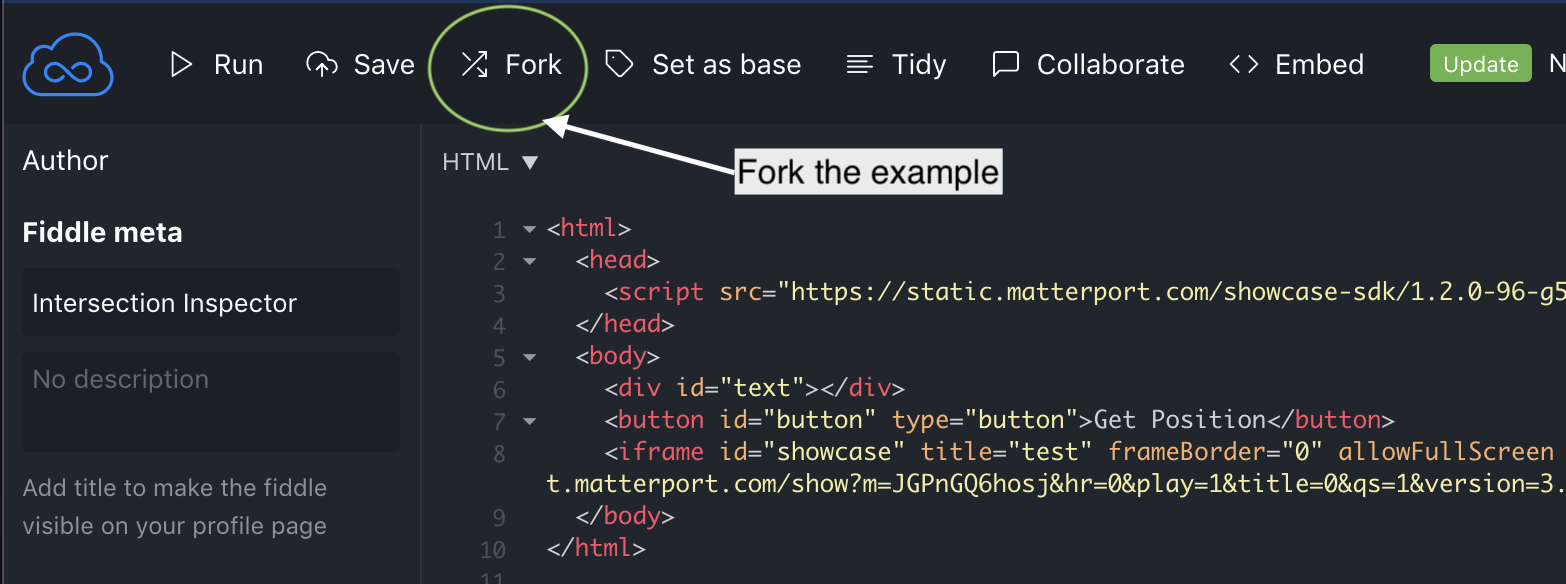 Run Save Fork Set as base Tidy Collaborate Embed Update N
Author
HTML ▼
Fork the example
Fiddle meta
Intersection Inspector
No description
Add title to make the fiddle
visible on your profile page
1 <html>
2 <head>
3 <script src="https://static.matterport.com/showcase-sdk/1.2.0-96-g5
4 </head>
5 <body>
6 <div id="text"></div>
7 <button id="button" type="button">Get Position</button>
8 <iframe id="showcase" title="test" frameBorder="0" allowFullScreen
t.matterport.com/show?m=JGPnGQ6hosj&hr=0&play=1&title=0&qs=1&version=3.
9 </body>
10 </html>
11